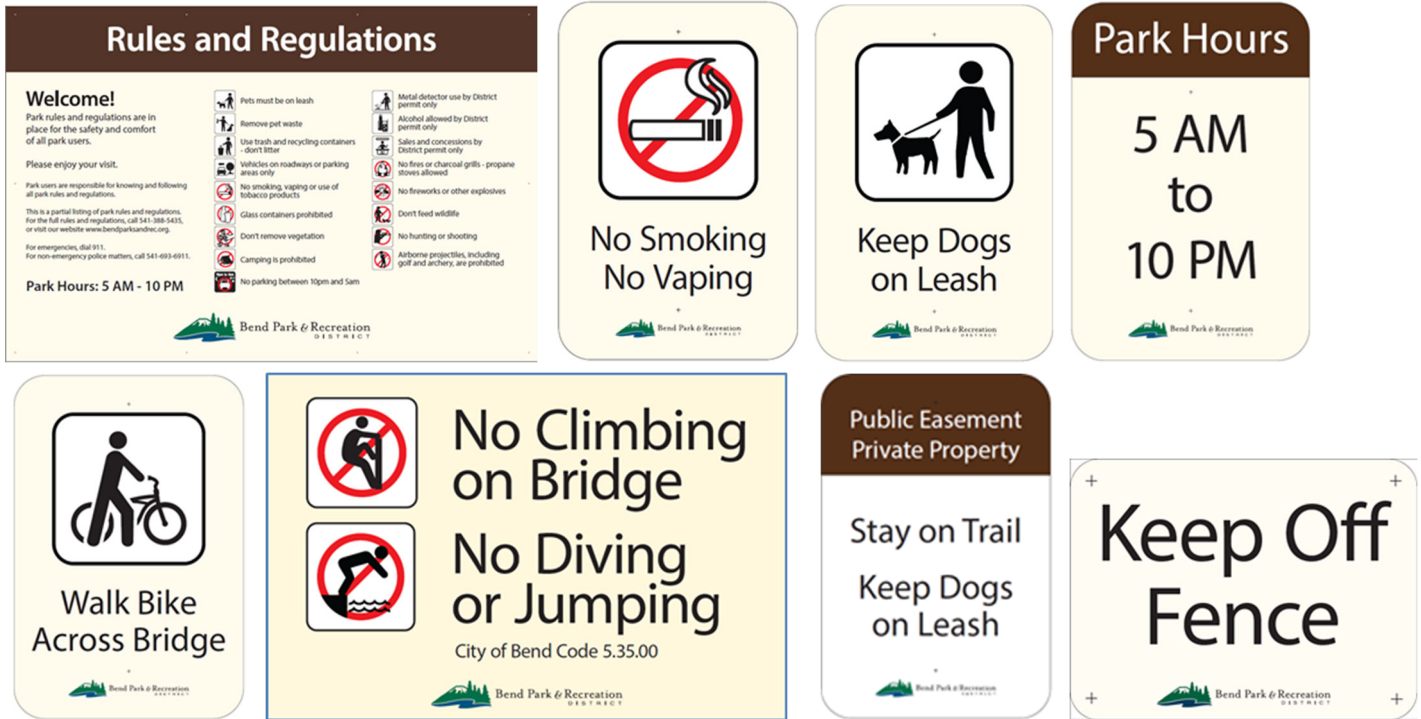 Rules and Regulations
Welcome!
Park rules and regulations are in
place for the safety and comfort
of all park users.
Please enjoy your visit.
Park users are responsible for knowing and following
all park rules and regulations.
This is a partial listing of park rules and regulations.
For the full rules and regulations, call 541-388-5435,
or visit our website www.bendparksandrec.org.
For emergencies, dial 911.
For non-emergency police matters, call 541-693-6911.
Park Hours: 5 AM - 10 PM
Pets must be on leash
Remove pet waste
Use trash and recycling containers
- don't litter
Vehicles on roadways or parking
areas only
No smoking, vaping or use of
tobacco products
Glass containers prohibited
Don't remove vegetation
Camping is prohibited
No parking between 10pm and 5am
Metal detector use by District
permit only
Alcohol allowed by District
permit only
Sales and concessions by
District permit only
No fires or charcoal grills - propane
stoves allowed
No fireworks or other explosives
Don't feed wildlife
No hunting or shooting
Airborne projectiles, including
golf and archery, are prohibited
Bend Park & Recreation
DISTRICT
No Smoking
No Vaping
Bend Park & Recreation
DISTRICT
Keep Dogs
on Leash
Bend Park & Recreation
DISTRICT
Park Hours
5 AM
to
10 PM
Bend Park & Recreation
DISTRICT
Walk Bike
Across Bridge
Bend Park & Recreation
DISTRICT
No Climbing
on Bridge
No Diving
or Jumping
City of Bend Code 5.35.00
Bend Park & Recreation
DISTRICT
Public Easement
Private Property
Stay on Trail
Keep Dogs
on Leash
Bend Park & Recreation
DISTRICT
Keep Off
Fence
Bend Park & Recreation
DISTRICT